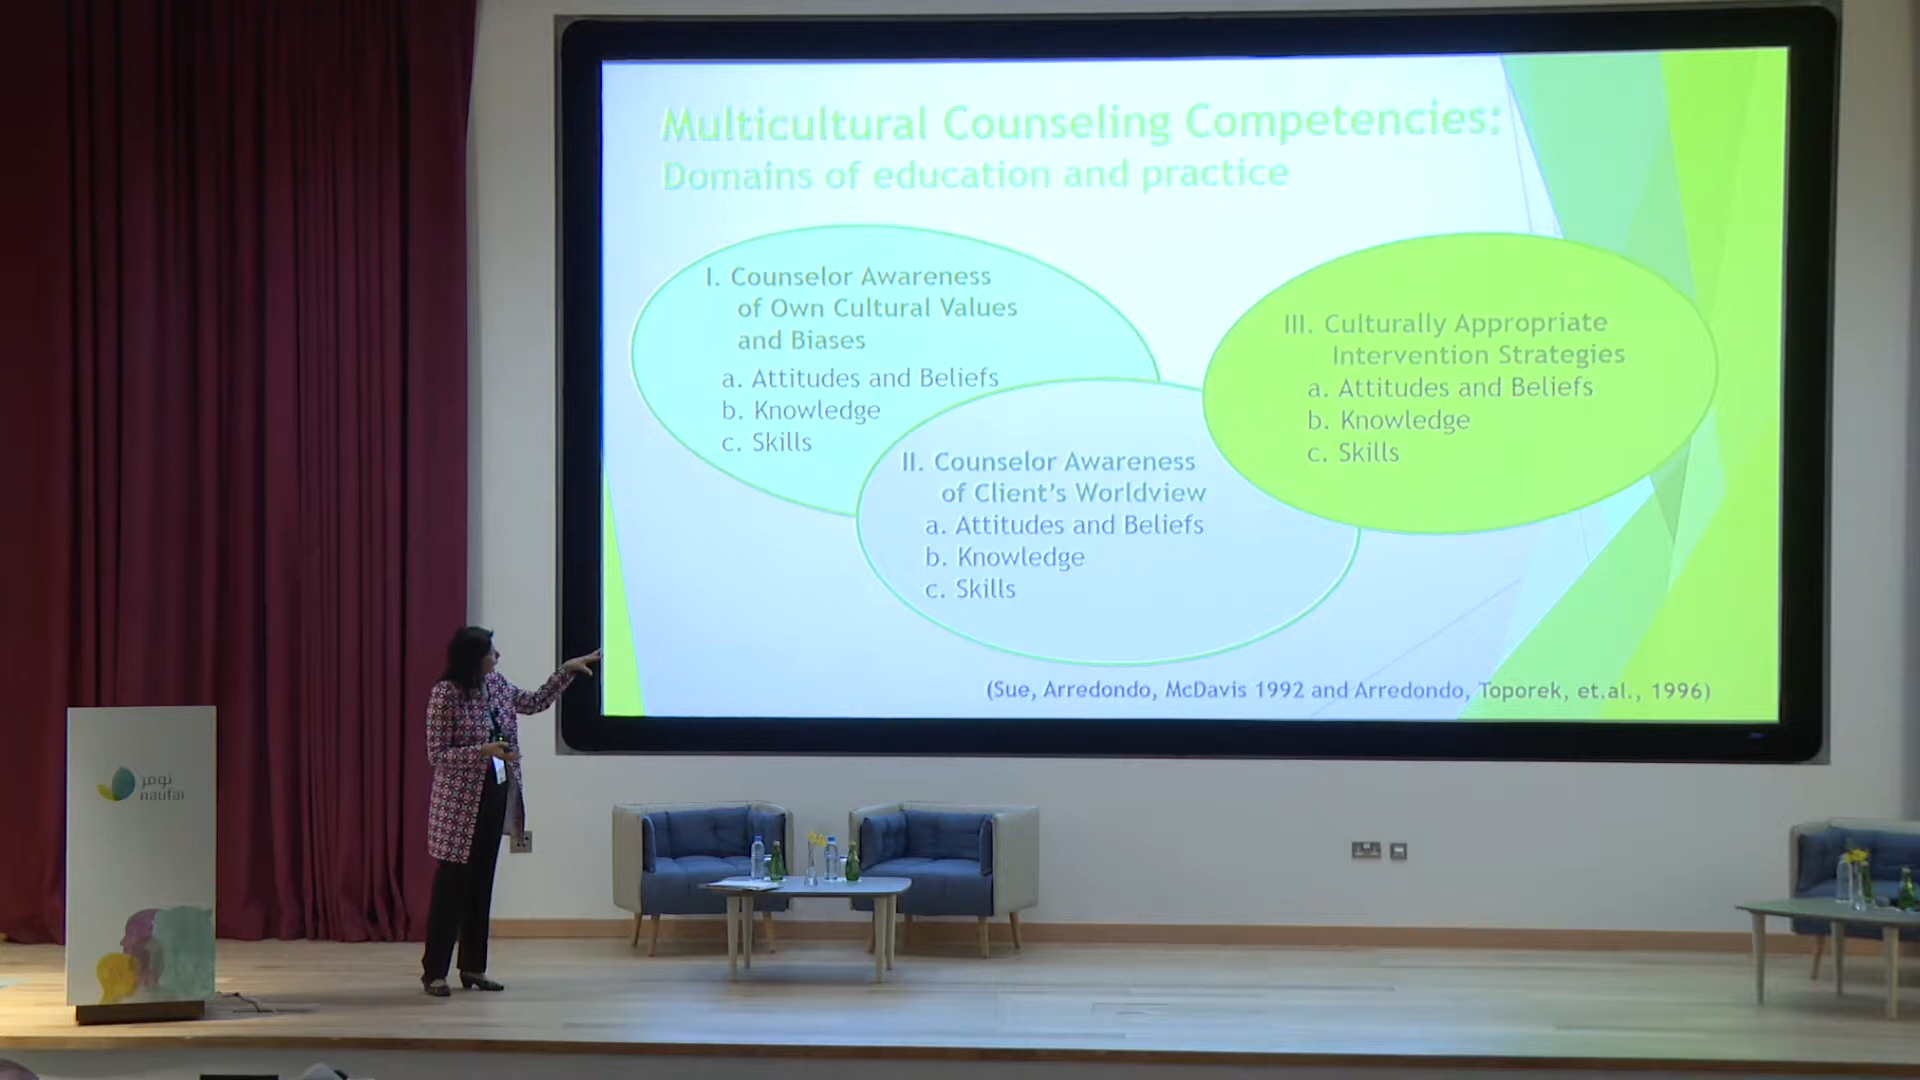 Multicultural Counseling Competencies:
Domains of education and practice
I. Counselor Awareness
of Own Cultural Values
and Biases
a. Attitudes and Beliefs
b. Knowledge
c. Skills
II. Counselor Awareness
of Client's Worldview
a. Attitudes and Beliefs
b. Knowledge
c. Skills
III. Culturally Appropriate
Intervention Strategies
a. Attitudes and Beliefs
b. Knowledge
c. Skills
(Sue, Arredondo, McDavis 1992 and Arredondo, Toporek, et.al., 1996)
نوفر
naufar